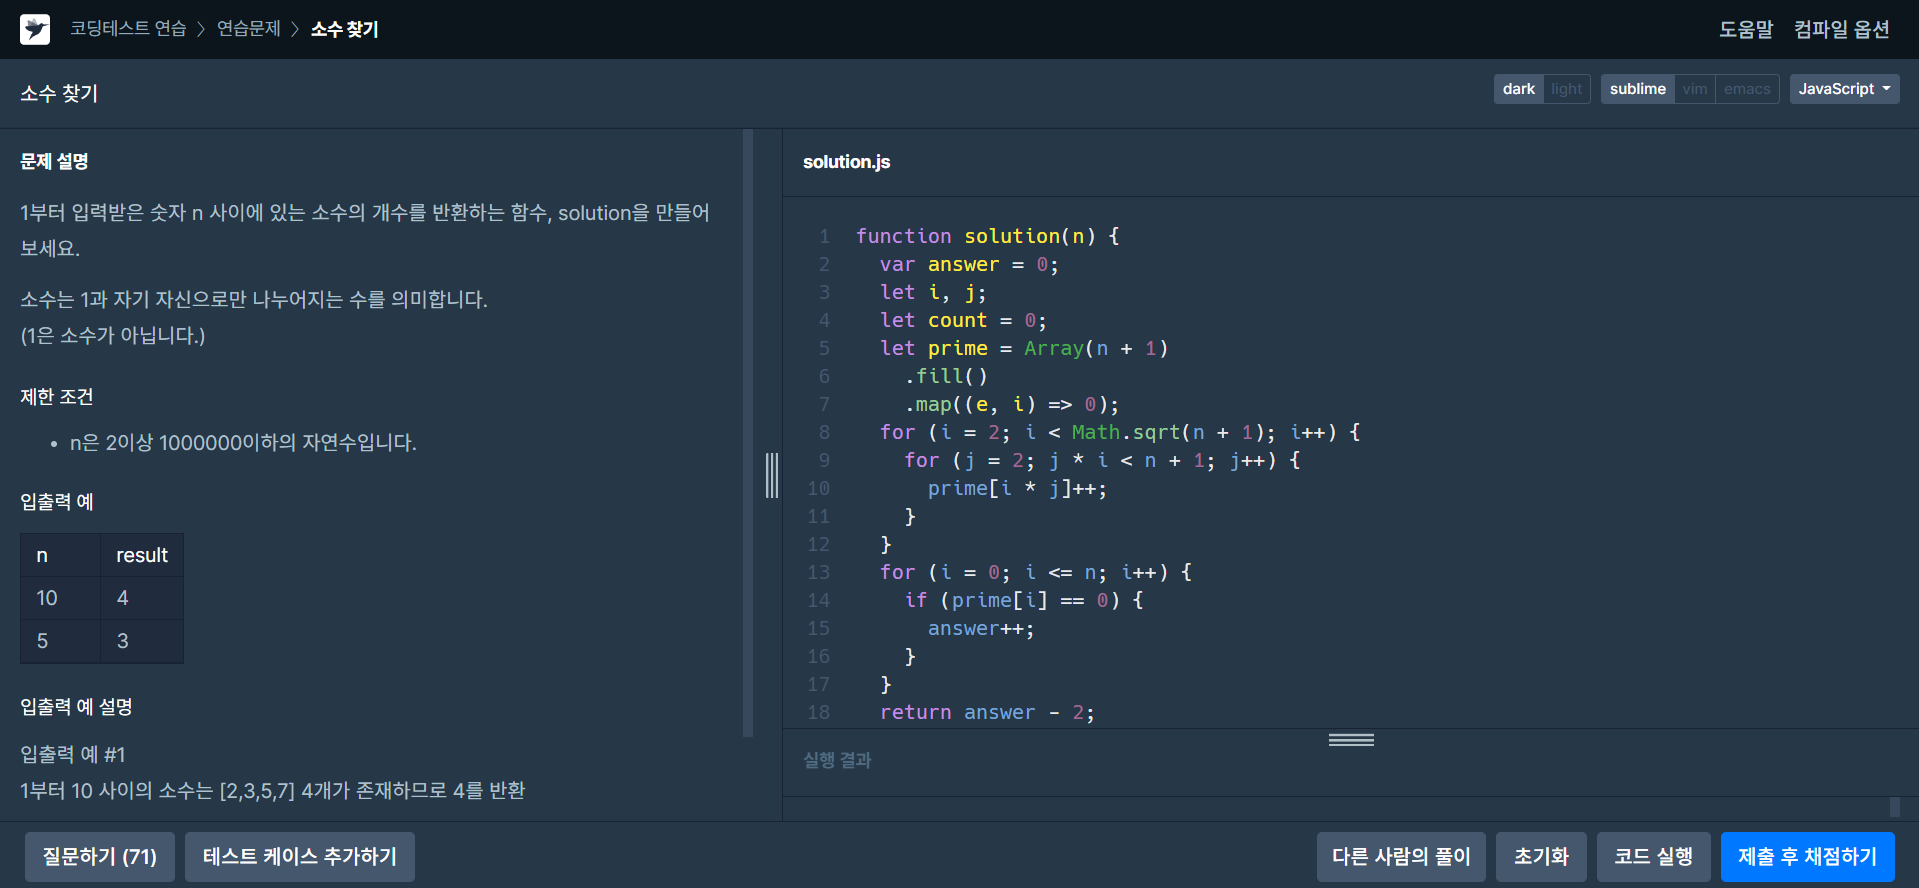 코딩테스트 연습 > 연습문제 > 소수 찾기
도움말 컴파일 옵션
소수 찾기
dark light sublime vim emacs JavaScript
문제 설명
1부터 입력받은 숫자 n 사이에 있는 소수의 개수를 반환하는 함수, solution을 만들어
보세요.
소수는 1과 자기 자신으로만 나누어지는 수를 의미합니다.
(1은 소수가 아닙니다.)
제한 조건
• n은 2이상 1000000이하의 자연수입니다.
입출력 예
n result
10 4
5 3
입출력 예 설명
입출력 예 #1
1부터 10 사이의 소수는 [2,3,5,7] 4개가 존재하므로 4를 반환
solution.js
1 function solution(n) {
2 var answer = 0;
3 let i, j;
4 let count = 0;
5 let prime = Array(n + 1)
6 .fill()
7 .map((e, i) => 0);
8 for (i = 2; i < Math.sqrt(n + 1); i++) {
9 for (j = 2; j * i < n + 1; j++) {
10 prime[i * j]++;
11 }
12 }
13 for (i = 0; i <= n; i++) {
14 if (prime[i] == 0) {
15 answer++;
16 }
17 }
18 return answer - 2;
실행 결과
질문하기 (71) 테스트 케이스 추가하기 다른 사람의 풀이 초기화 코드 실행 제출 후 채점하기